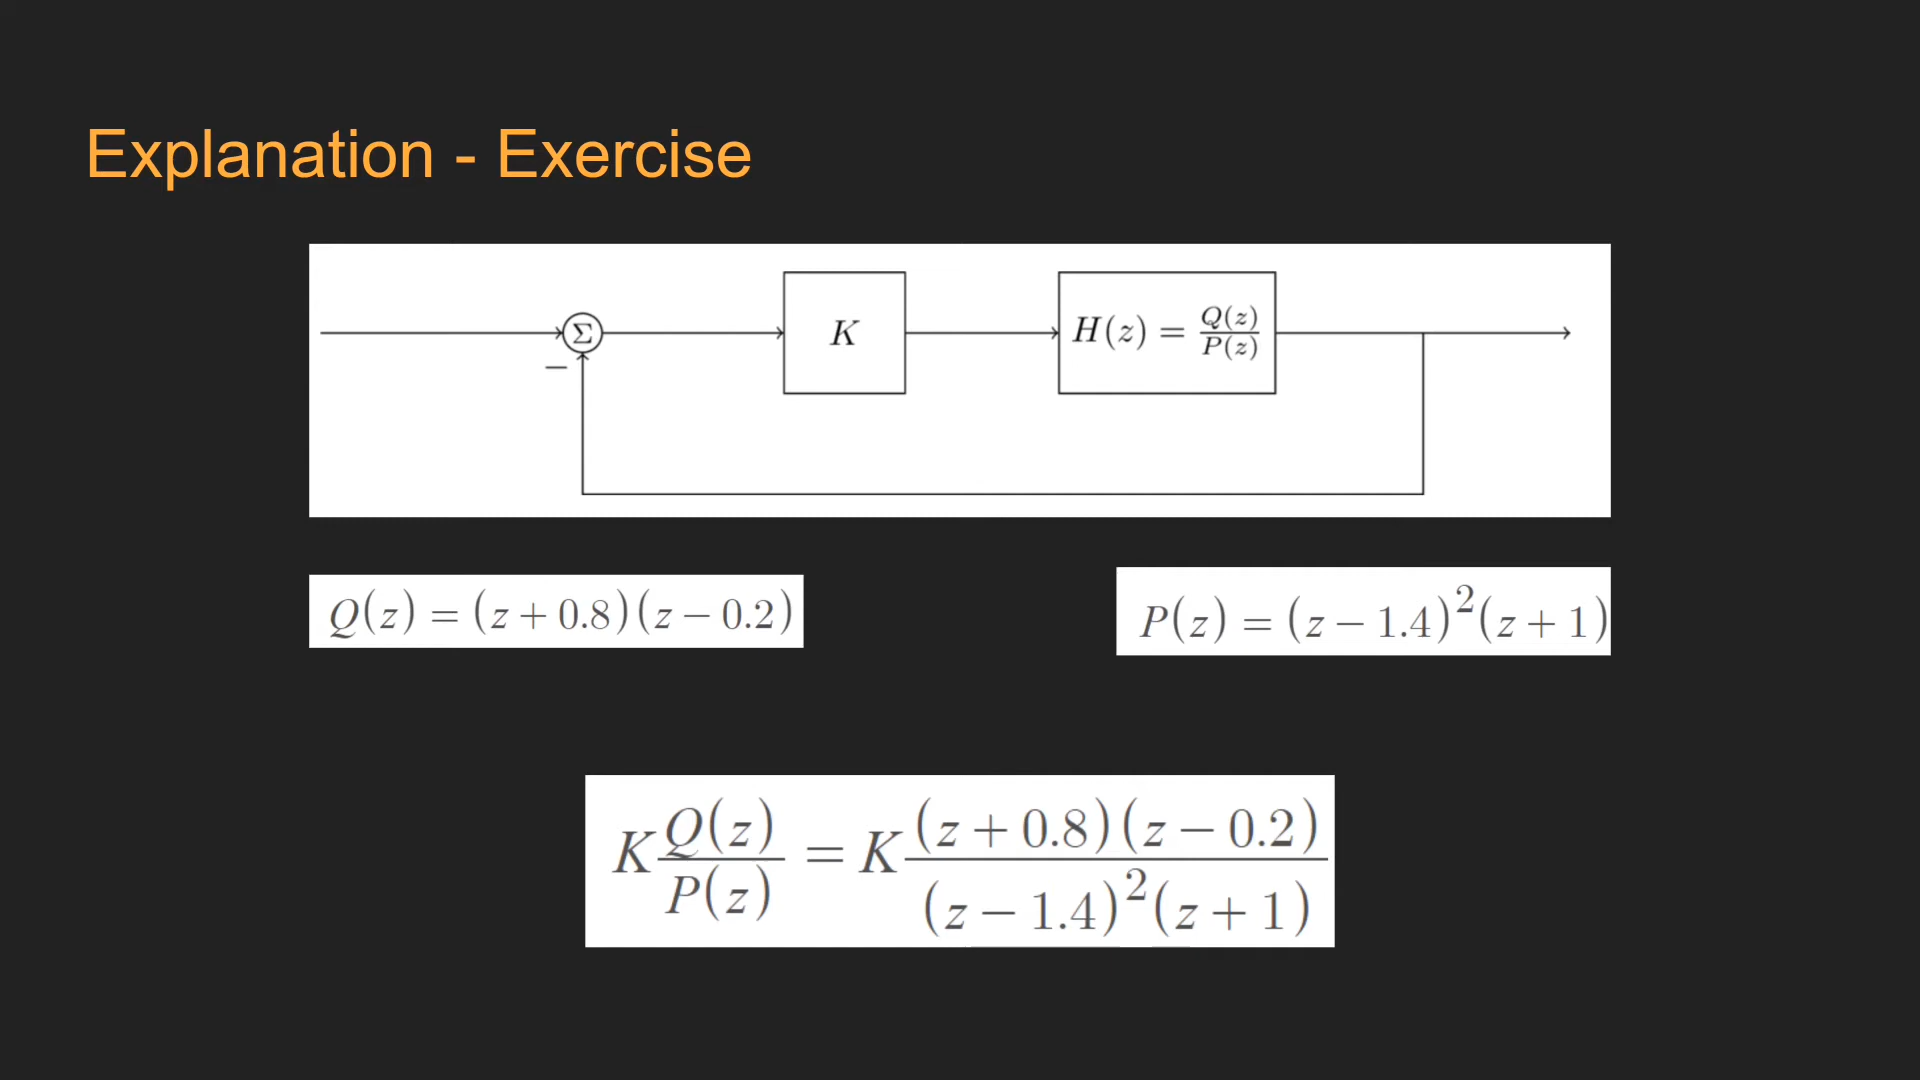 Explanation - Exercise
Σ
−
K
H(z) = Q(z)/P(z)
Q(z) = (z + 0.8)(z − 0.2)
P(z) = (z − 1.4)²(z + 1)
K Q(z)/P(z) = K (z + 0.8)(z − 0.2)/(z − 1.4)²(z + 1)